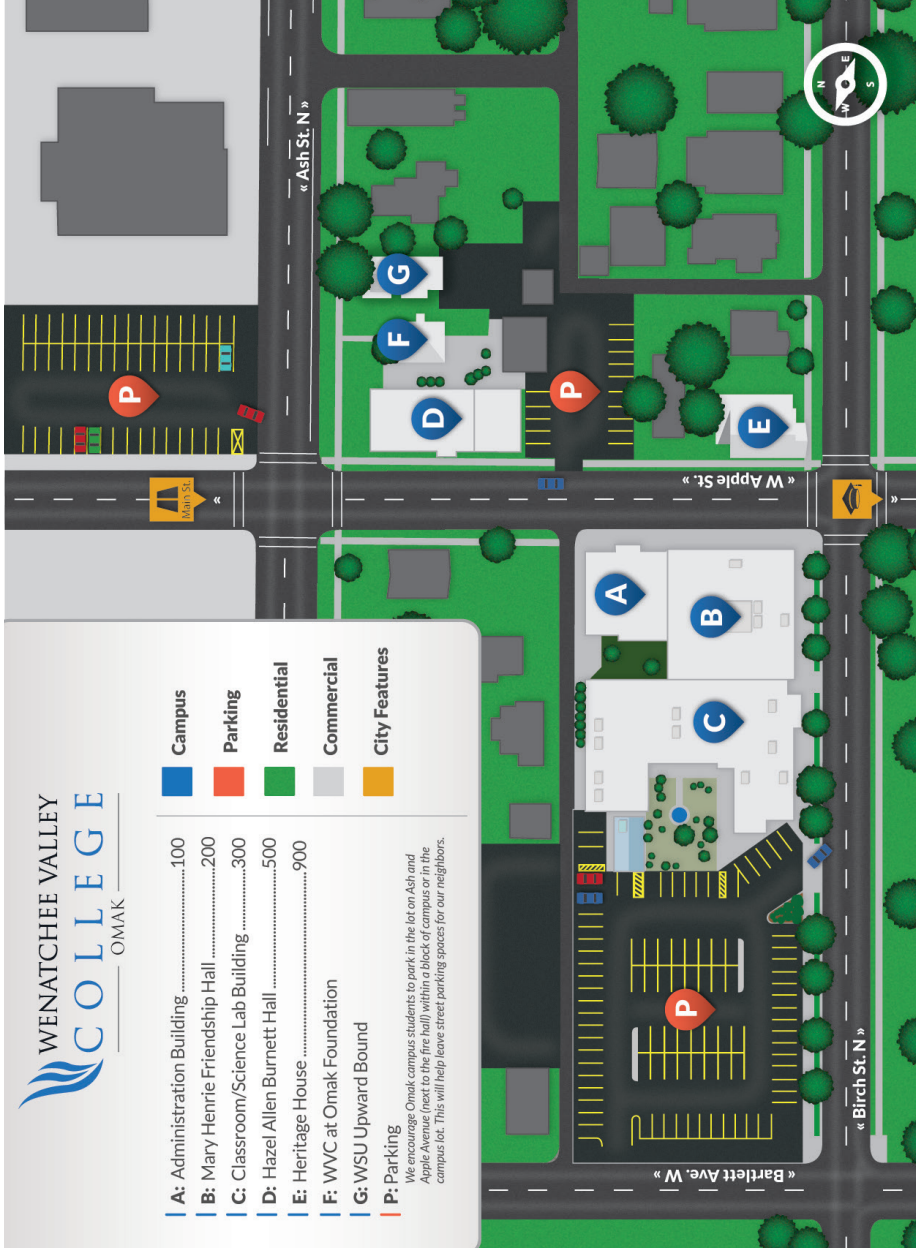 WENATCHEE VALLEY
COLLEGE
OMAK
A: Administration Building ........................ 100
B: Mary Henrie Friendship Hall ............ 200
C: Classroom/Science Lab Building .... 300
D: Hazel Allen Burnett Hall ..................... 500
E: Heritage House ..................................... 900
F: WVC at Omak Foundation
G: WSU Upward Bound
P: Parking
We encourage Omak campus students to park in the lot on Ash and
Apple Avenue (next to the fire hall) within a block of campus or in the
campus lot. This will help leave street parking spaces for our neighbors.
Campus
Parking
Residential
Commercial
City Features
P
Main St.
«
« Ash St. N »
G
F
D
P
E
« W Apple St. »
«
A
B
C
P
« Bartlett Ave. W »
« Birch St. N »
N
E
S
W